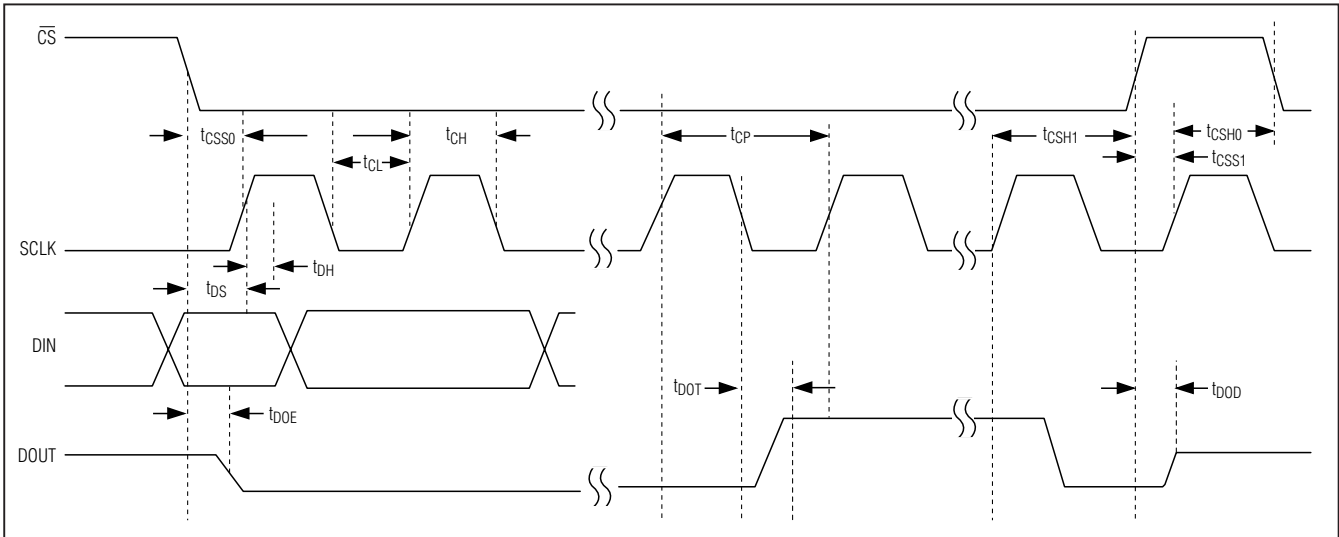 CS
tCSS0
tCH
tCP
tCSH1
tCSH0
tCL
tCSS1
SCLK
tDH
tDS
DIN
tDOT
tDOD
tDOE
DOUT